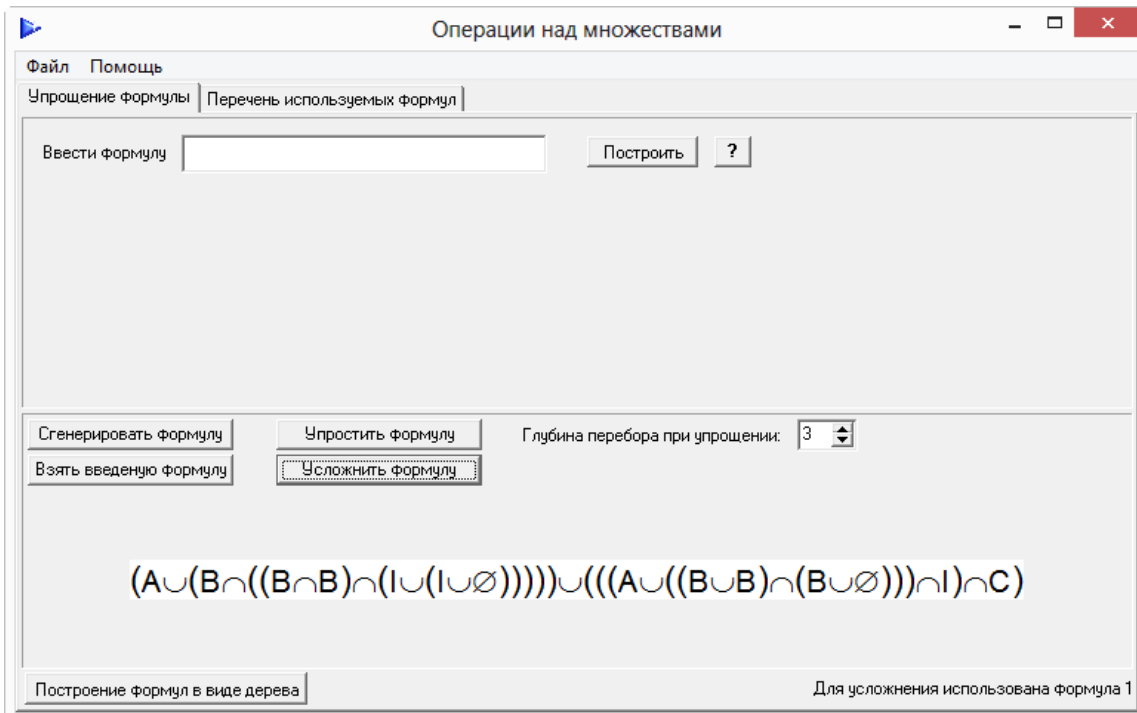 Операции над множествами
Файл Помощь
Упрощение формулы Перечень используемых формул
Ввести формулу Построить ?
Сгенерировать формулу Упростить формулу Глубина перебора при упрощении: 3
Взять введеную формулу Усложнить формулу
(A∪(B∩((B∩B)∩(I∪(I∪∅)))))∪(((A∪((B∪B)∩(B∪∅)))∩I)∩C)
Построение формул в виде дерева Для усложнения использована формула 1